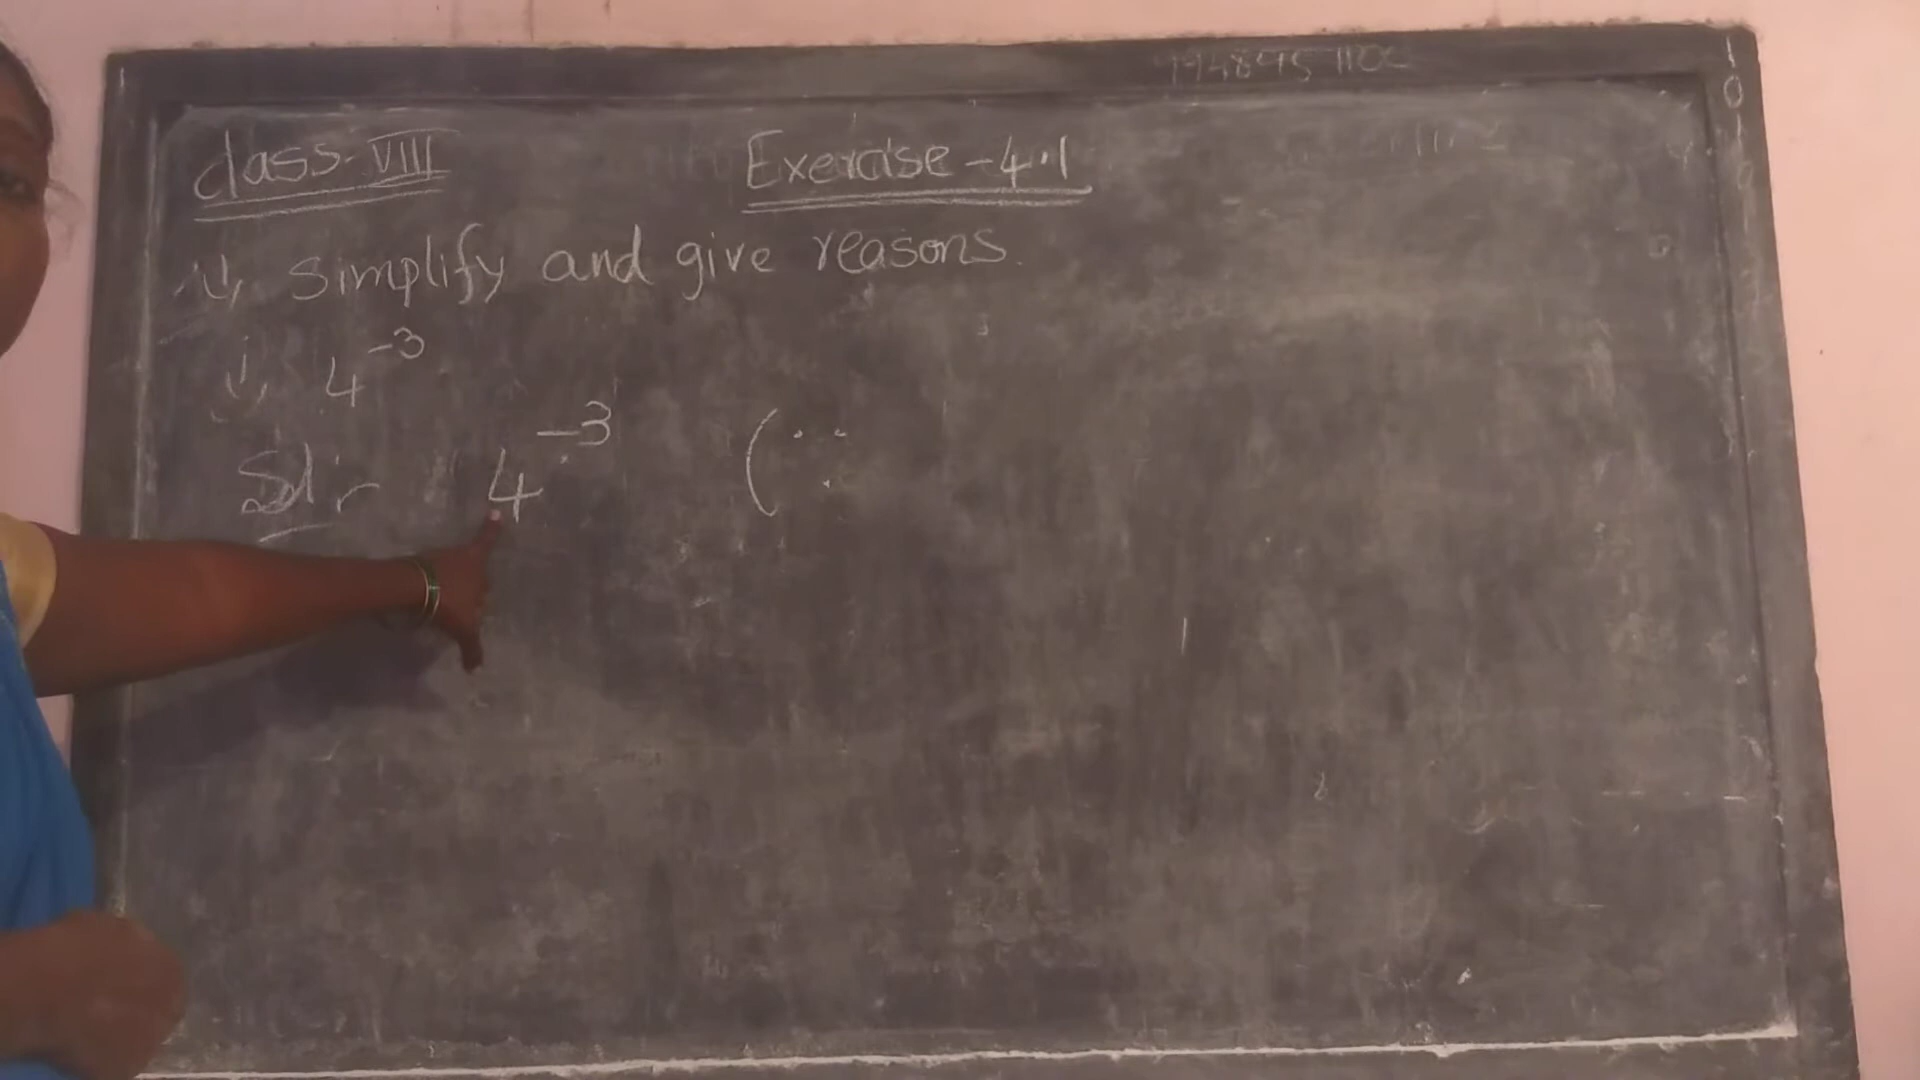 class-VIII Exercise-4.1
1, simplify and give reasons.
i, 4⁻³
Sol:- 4⁻³ (∵